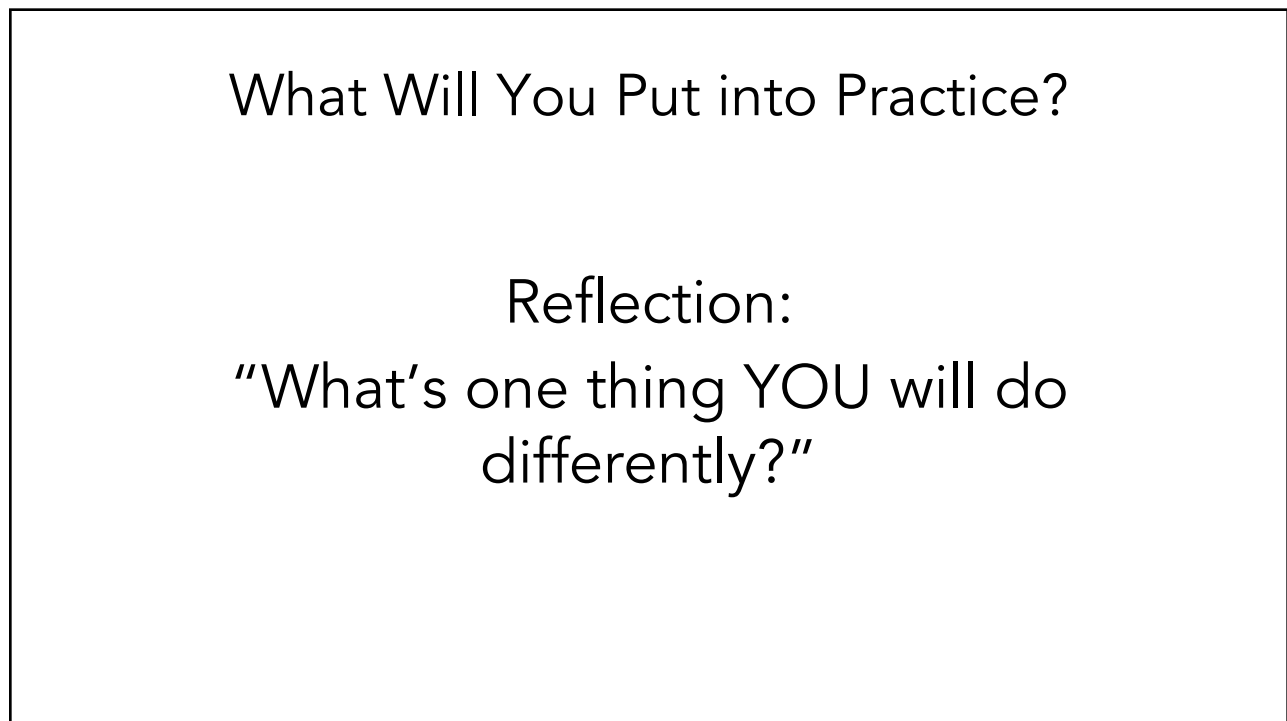 What Will You Put into Practice?
Reflection:
“What’s one thing YOU will do
differently?”